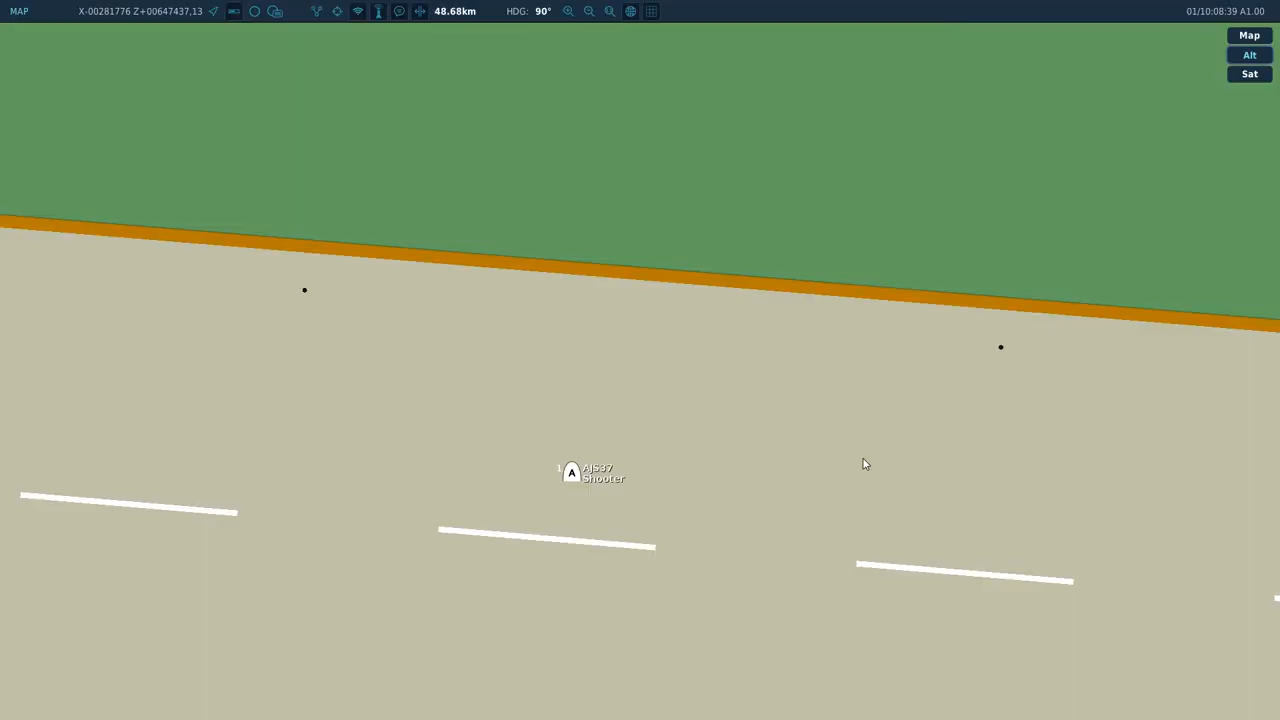 MAP X-00281776 Z+00647437,13 48.68km HDG: 90° 01/10:08:39 A1.00
Map
Alt
Sat
1 A AJS37
Shooter